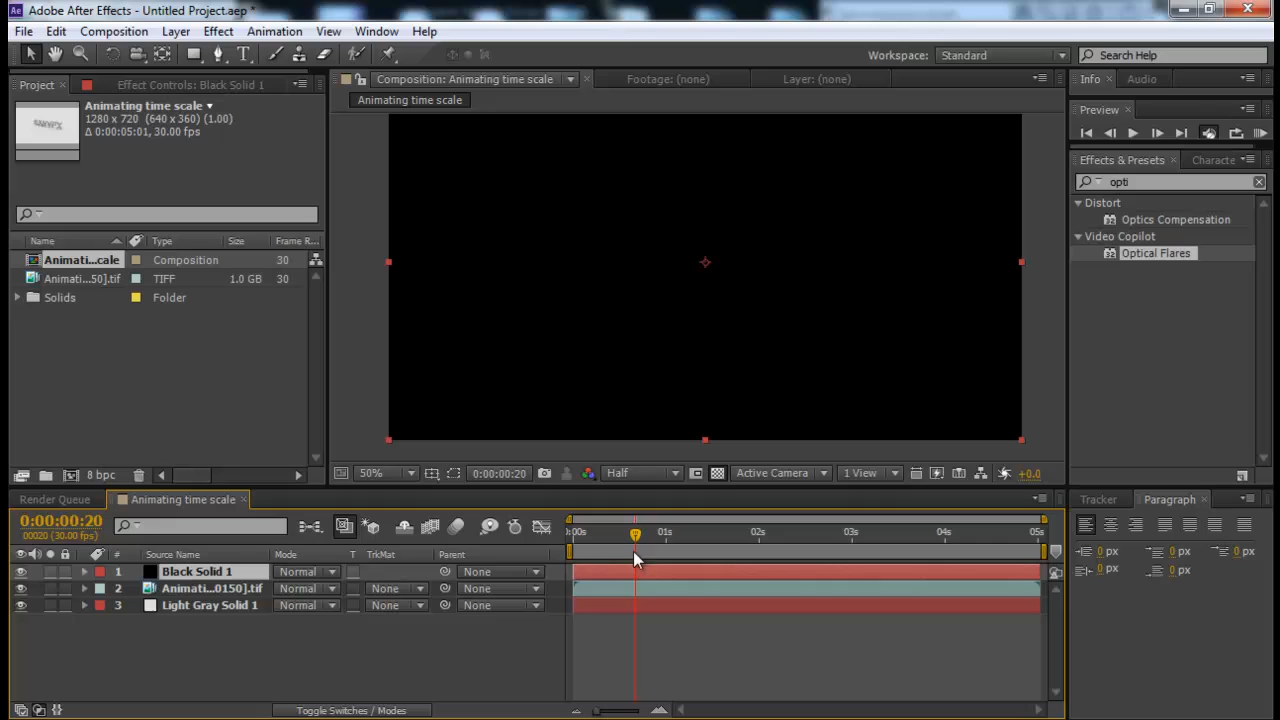 Ae Adobe After Effects - Untitled Project.aep *
File Edit Composition Layer Effect Animation View Window Help
T Workspace: Standard Search Help
Project Effect Controls: Black Solid 1 Composition: Animating time scale Footage: (none) Layer: (none) Info Audio
Animating time scale
1280 x 720 (640 x 360) (1.00)
Δ 0:00:05:01, 30.00 fps
Animating time scale
Preview
Effects & Presets Characte
opti
Distort
32 Optics Compensation
Video Copilot
32 Optical Flares
Name Type Size Frame R...
Animati...cale Composition 30
Animati...50].tif TIFF 1.0 GB 30
Solids Folder
8 bpc
50% 0:00:00:20 Half Active Camera 1 View +0.0
Render Queue Animating time scale
Tracker Paragraph
0:00:00:20
00020 (30.00 fps)
0:00s 01s 02s 03s 04s 05s
# Source Name Mode T TrkMat Parent
1 Black Solid 1 Normal None
2 Animati...0150].tif Normal None None
3 Light Gray Solid 1 Normal None None
0 px 0 px 0 px
0 px 0 px
Toggle Switches / Modes